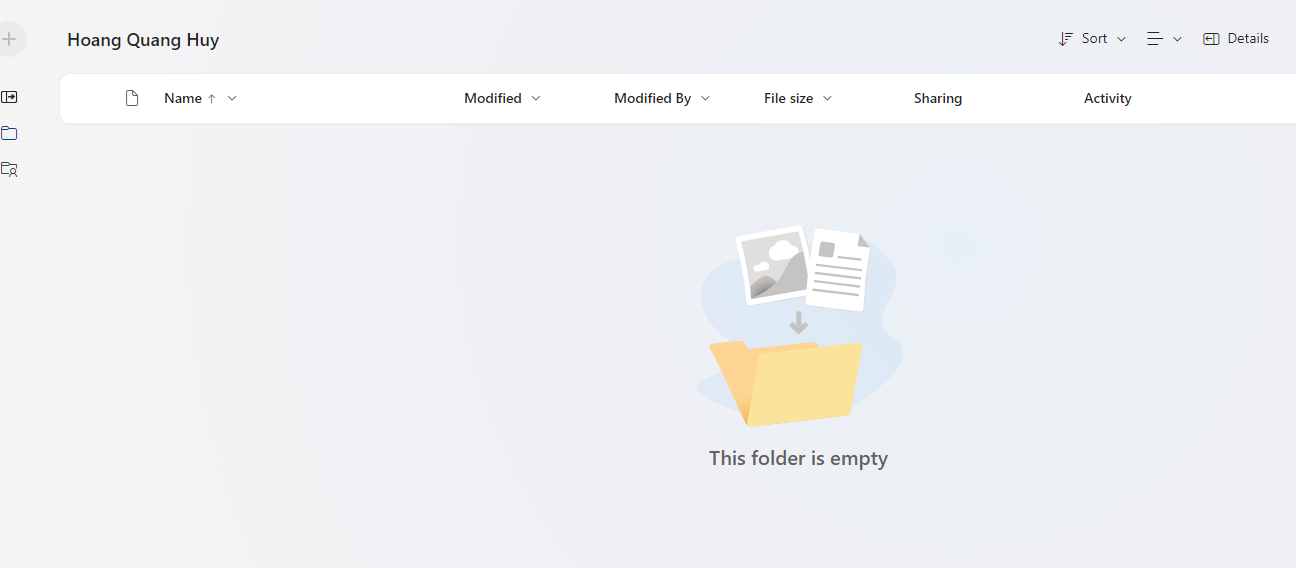 Hoang Quang Huy
Sort
Details
Name
Modified
Modified By
File size
Sharing
Activity
This folder is empty